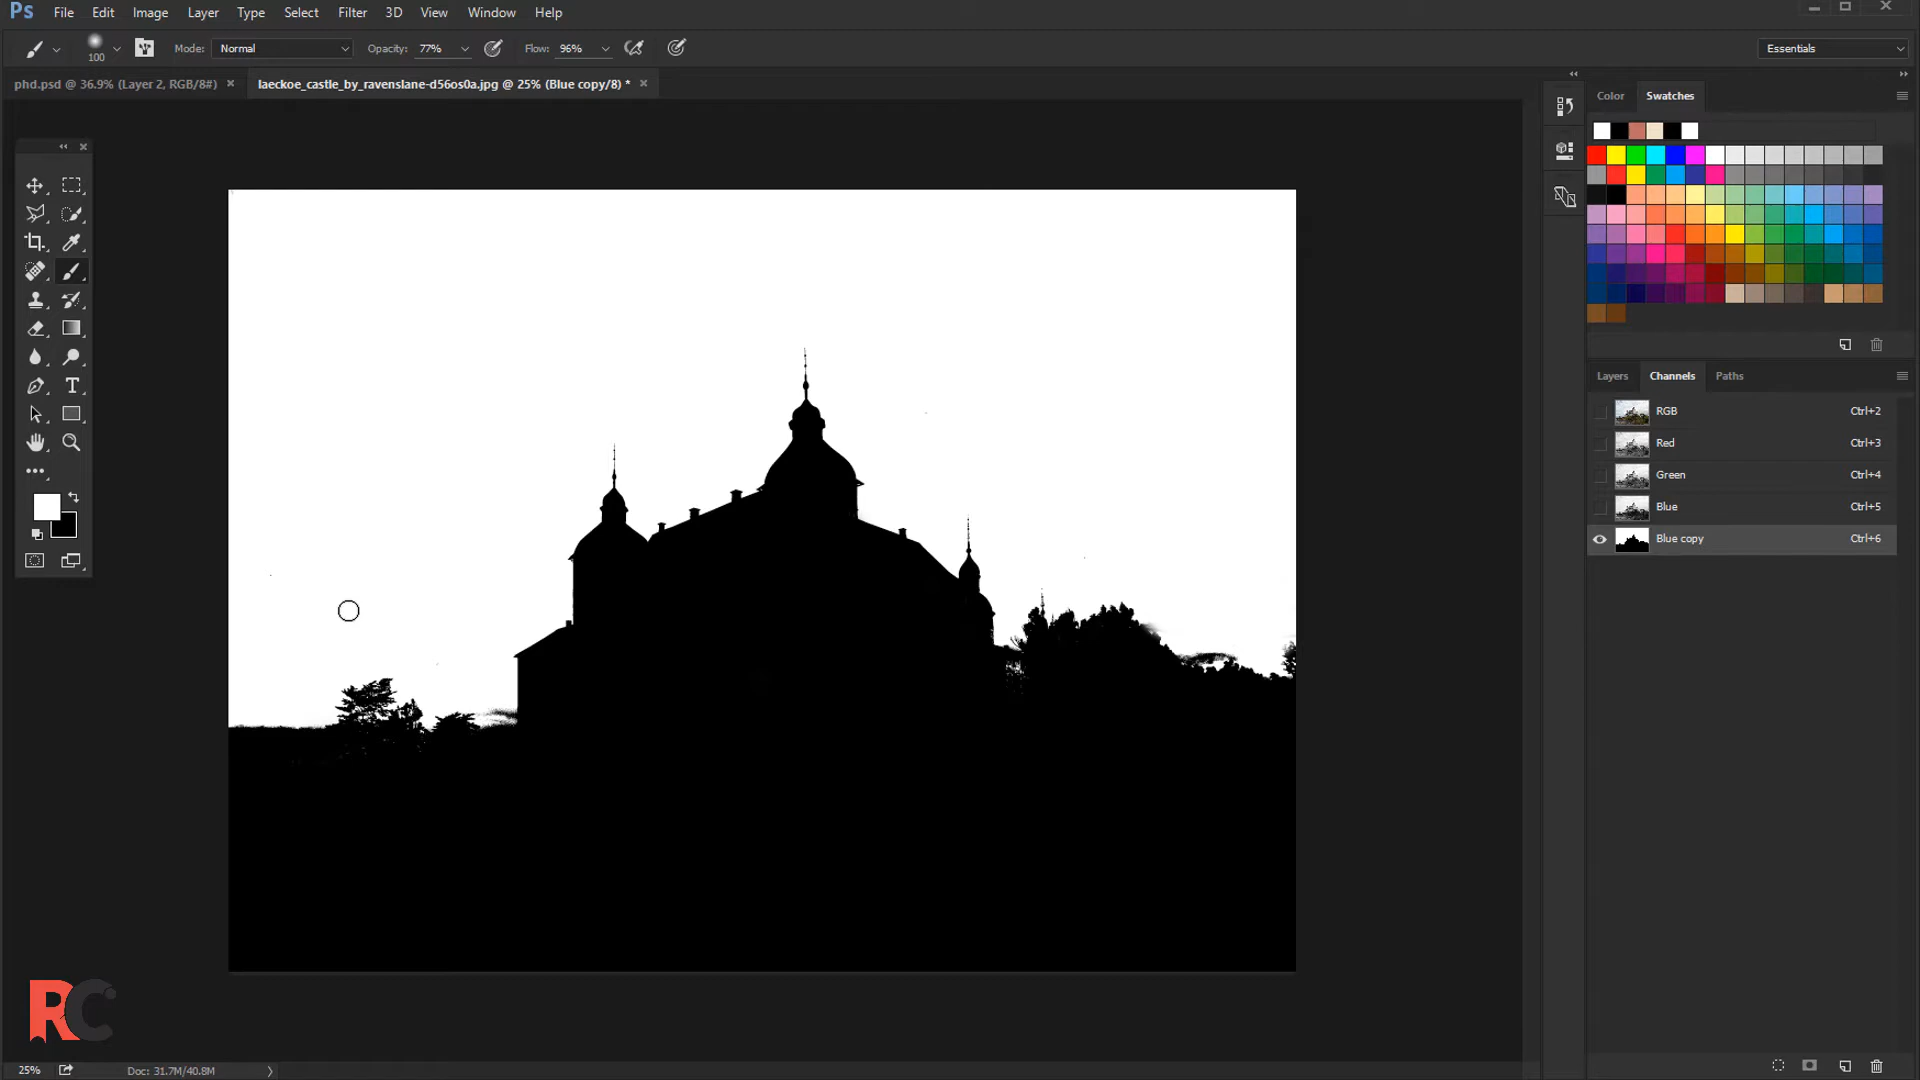 Ps File Edit Image Layer Type Select Filter 3D View Window Help
100 Mode: Normal Opacity: 77% Flow: 96% Essentials
phd.psd @ 36.9% (Layer 2, RGB/8#) × laeckoe_castle_by_ravenslane-d56os0a.jpg @ 25% (Blue copy/8) * ×
Color Swatches
T
Layers Channels Paths
RGB Ctrl+2
Red Ctrl+3
Green Ctrl+4
Blue Ctrl+5
Blue copy Ctrl+6
RC
25% Doc: 31.7M/40.8M